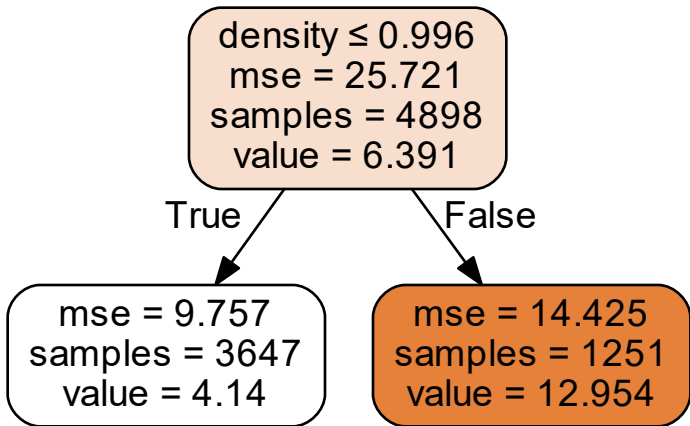 density ≤ 0.996
mse = 25.721
samples = 4898
value = 6.391
True
False
mse = 9.757
samples = 3647
value = 4.14
mse = 14.425
samples = 1251
value = 12.954